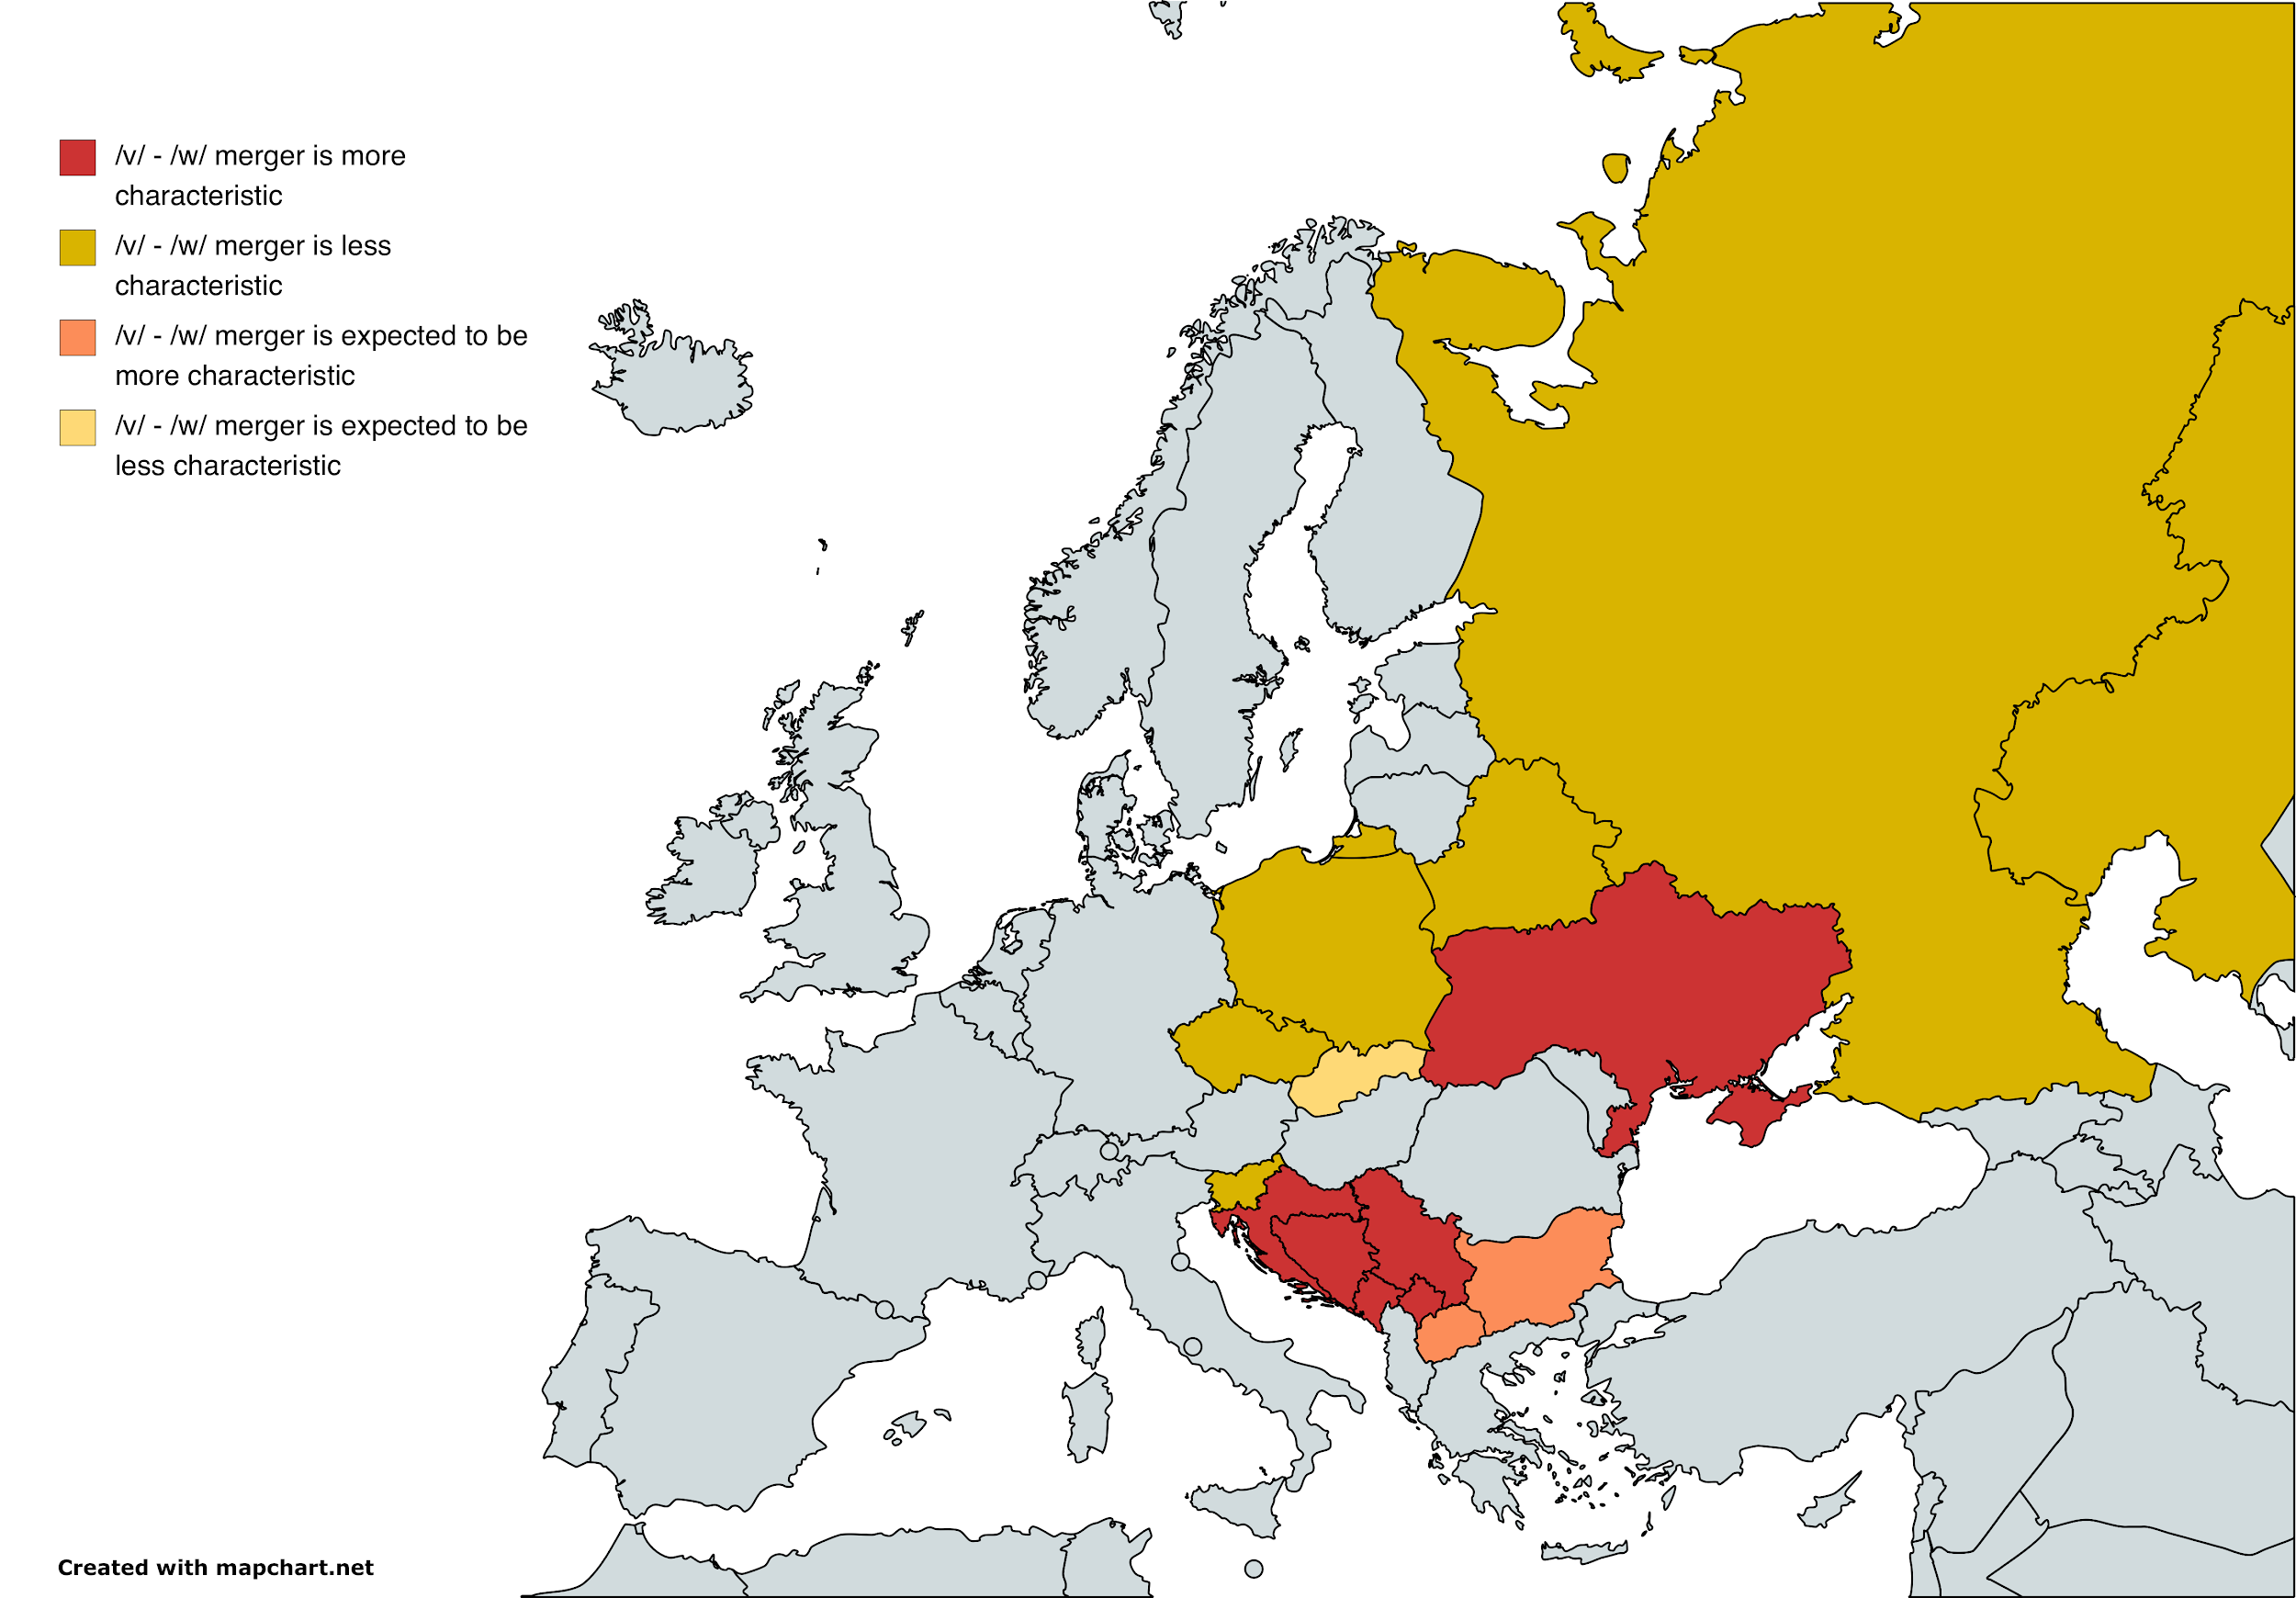 /v/ - /w/ merger is more
characteristic
/v/ - /w/ merger is less
characteristic
/v/ - /w/ merger is expected to be
more characteristic
/v/ - /w/ merger is expected to be
less characteristic
Created with mapchart.net